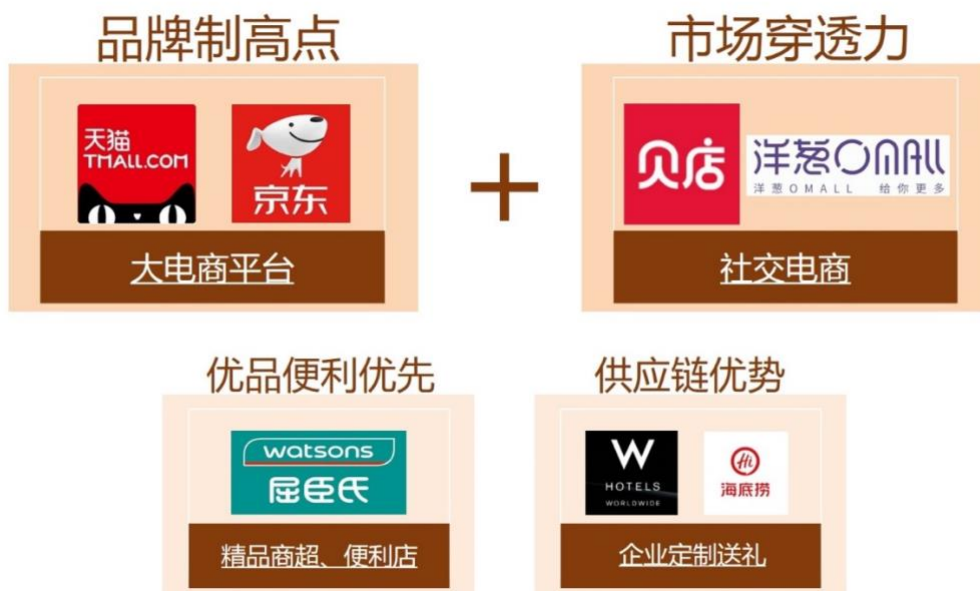 品牌制高点
市场穿透力
天猫
TMALL.COM
京东
贝店
洋葱OMALL
洋葱OMALL 给你更多
+
大电商平台
社交电商
优品便利优先
供应链优势
watsons
屈臣氏
W
HOTELS
WORLDWIDE
Hi
海底捞
精品商超、便利店
企业定制送礼